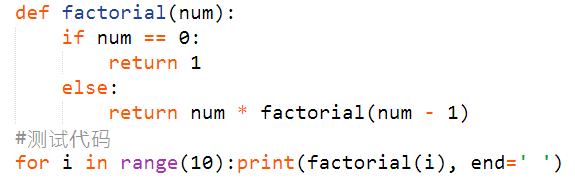 def factorial(num):
    if num == 0:
        return 1
    else:
        return num * factorial(num - 1)
#测试代码
for i in range(10):print(factorial(i), end=' ')